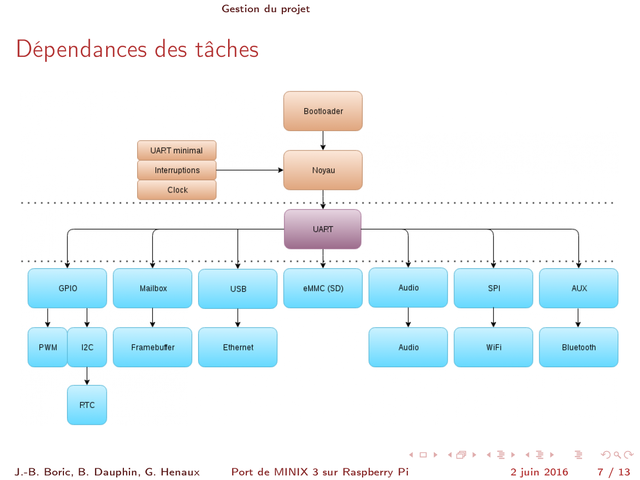 Gestion du projet
Dépendances des tâches
Bootloader
UART minimal
Interruptions
Noyau
Clock
UART
GPIO
Mailbox
USB
eMMC (SD)
Audio
SPI
AUX
PWM
I2C
Framebuffer
Ethernet
Audio
WiFi
Bluetooth
RTC
J.-B. Boric, B. Dauphin, G. Henaux Port de MINIX 3 sur Raspberry Pi 2 juin 2016 7 / 13